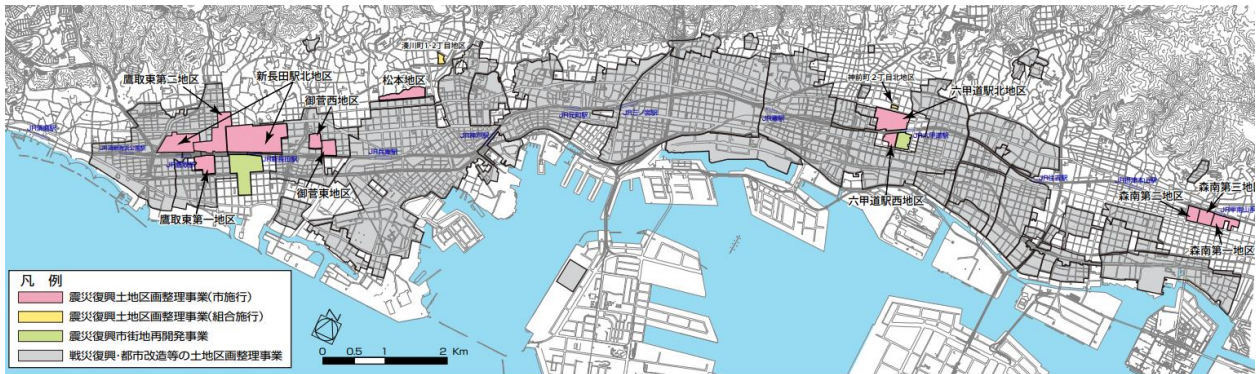 湊川町1・2丁目地区
鷹取東第二地区
新長田駅北地区
御菅西地区
松本地区
神前町2丁目北地区
六甲道駅北地区
JR元町駅
JR三ノ宮駅
JR灘駅
JR神戸駅
JR兵庫駅
JR新長田駅
御菅東地区
鷹取東第一地区
六甲道駅西地区
JR住吉駅
森南第三地区
森南第二地区
森南第一地区
凡 例
震災復興土地区画整理事業(市施行)
震災復興土地区画整理事業(組合施行)
震災復興市街地再開発事業
戦災復興・都市改造等の土地区画整理事業
0 0.5 1 2 Km